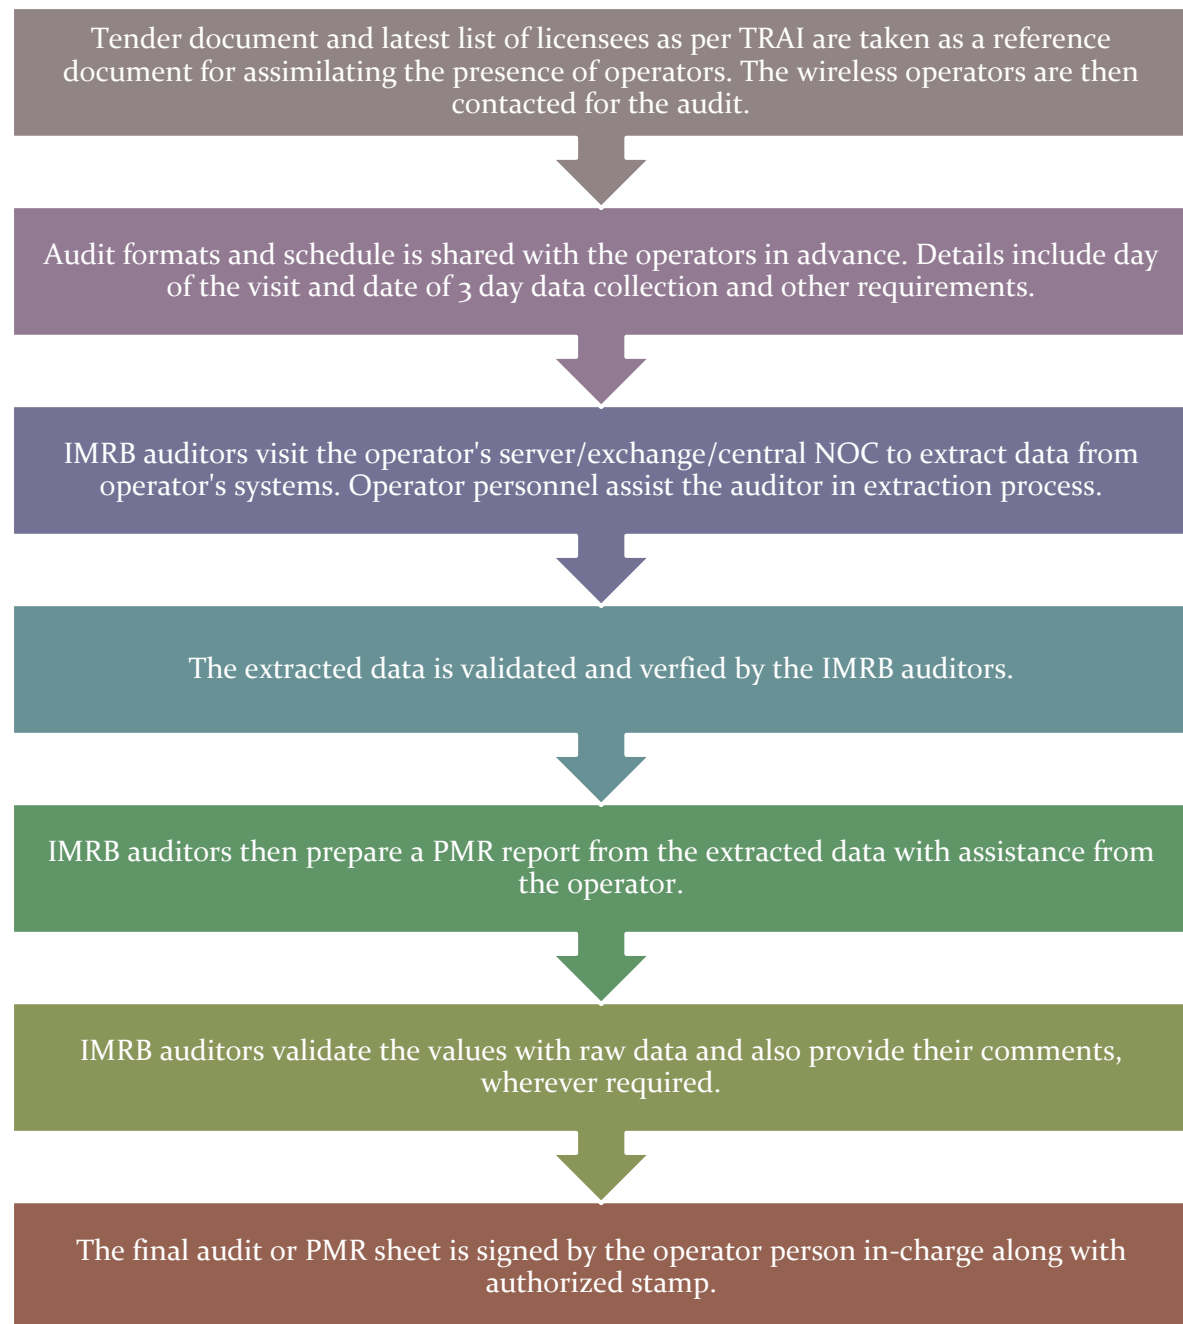 Tender document and latest list of licensees as per TRAI are taken as a reference
document for assimilating the presence of operators. The wireless operators are then
contacted for the audit.
Audit formats and schedule is shared with the operators in advance. Details include day
of the visit and date of 3 day data collection and other requirements.
IMRB auditors visit the operator's server/exchange/central NOC to extract data from
operator's systems. Operator personnel assist the auditor in extraction process.
The extracted data is validated and verfied by the IMRB auditors.
IMRB auditors then prepare a PMR report from the extracted data with assistance from
the operator.
IMRB auditors validate the values with raw data and also provide their comments,
wherever required.
The final audit or PMR sheet is signed by the operator person in-charge along with
authorized stamp.